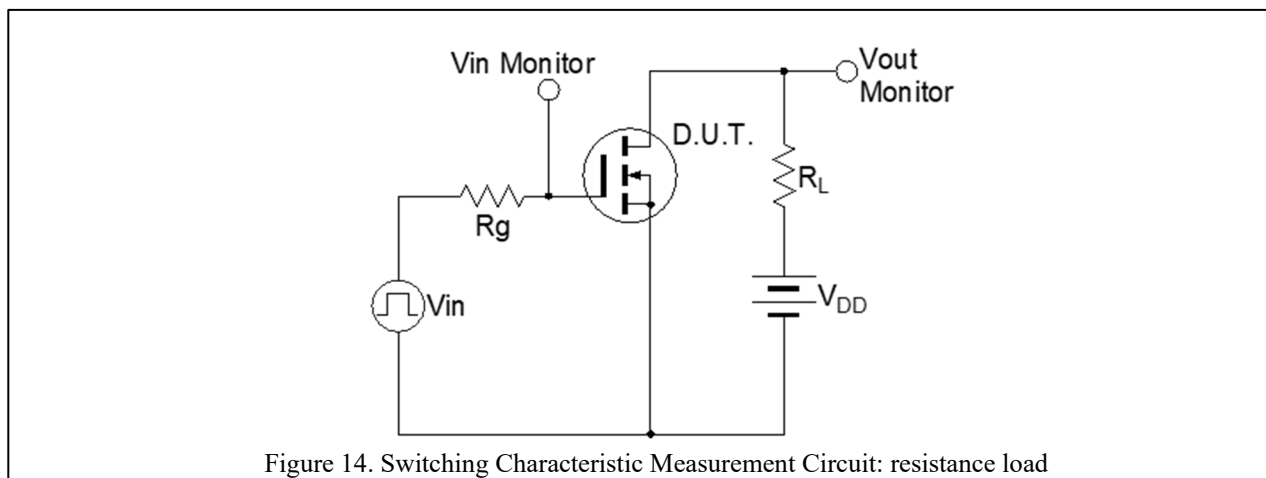 Vin Monitor
Vout
Monitor
D.U.T.
Rg
RL
Vin
VDD
Figure 14. Switching Characteristic Measurement Circuit: resistance load